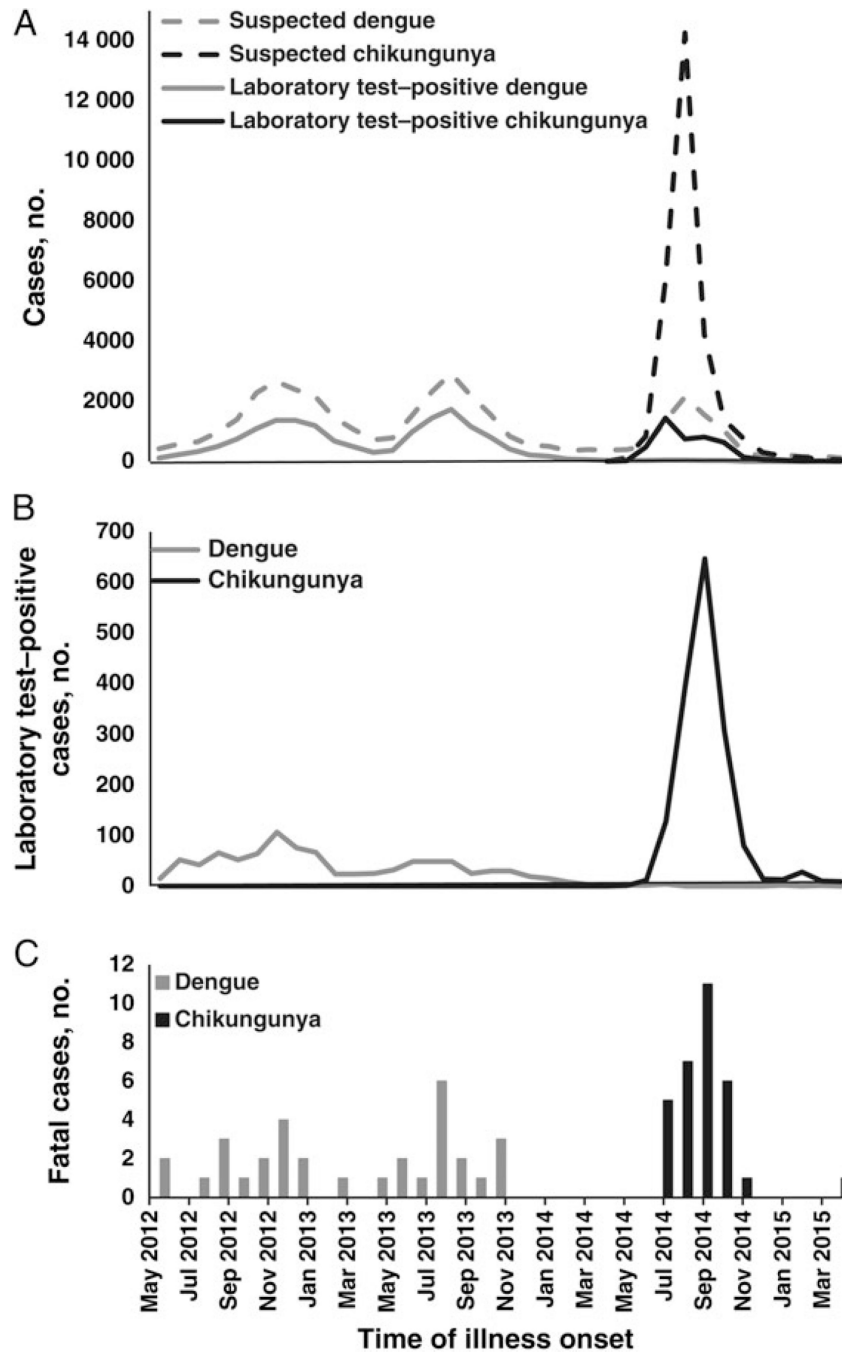 A
Suspected dengue
Suspected chikungunya
Laboratory test–positive dengue
Laboratory test–positive chikungunya
14 000
12 000
10 000
8000
6000
4000
2000
0
Cases, no.
B
Dengue
Chikungunya
700
600
500
400
300
200
100
0
Laboratory test–positive
cases, no.
C
Dengue
Chikungunya
12
10
8
6
4
2
0
Fatal cases, no.
May 2012
Jul 2012
Sep 2012
Nov 2012
Jan 2013
Mar 2013
May 2013
Jul 2013
Sep 2013
Nov 2013
Jan 2014
Mar 2014
May 2014
Jul 2014
Sep 2014
Nov 2014
Jan 2015
Mar 2015
Time of illness onset